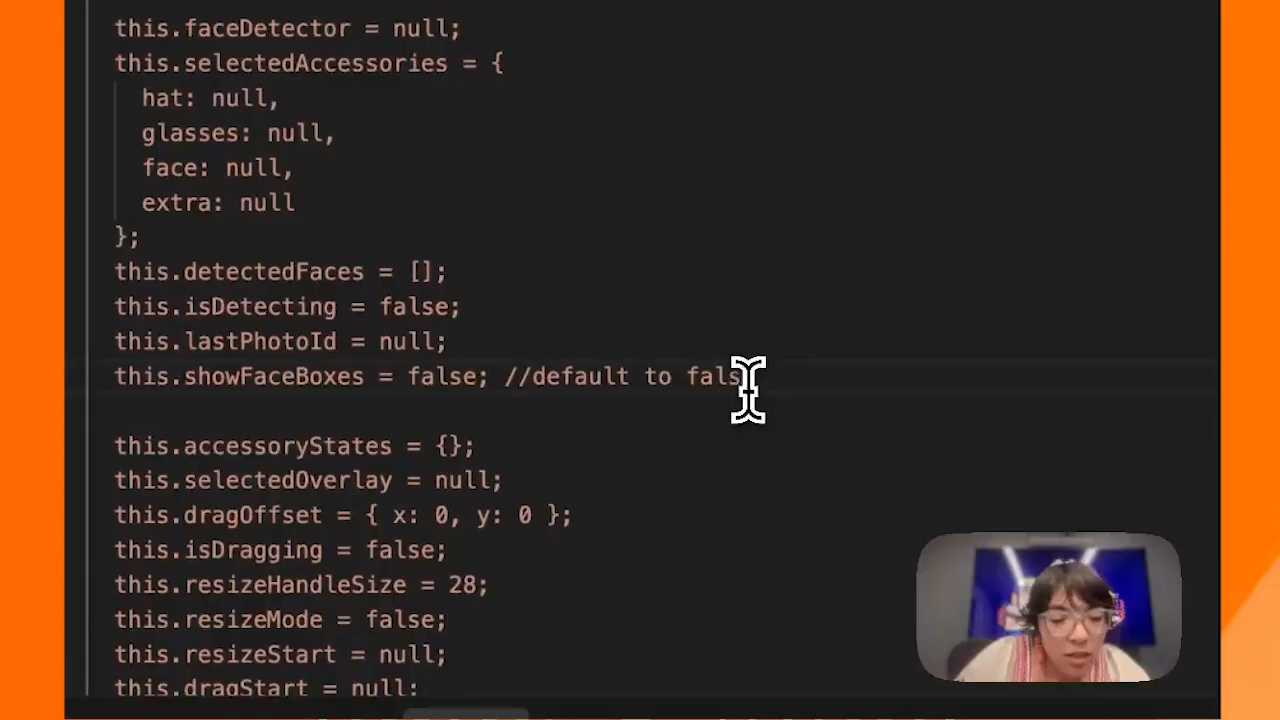 this.faceDetector = null;
this.selectedAccessories = {
hat: null,
glasses: null,
face: null,
extra: null
};
this.detectedFaces = [];
this.isDetecting = false;
this.lastPhotoId = null;
this.showFaceBoxes = false; //default to fals
this.accessoryStates = {};
this.selectedOverlay = null;
this.dragOffset = { x: 0, y: 0 };
this.isDragging = false;
this.resizeHandleSize = 28;
this.resizeMode = false;
this.resizeStart = null;
this.dragStart = null;